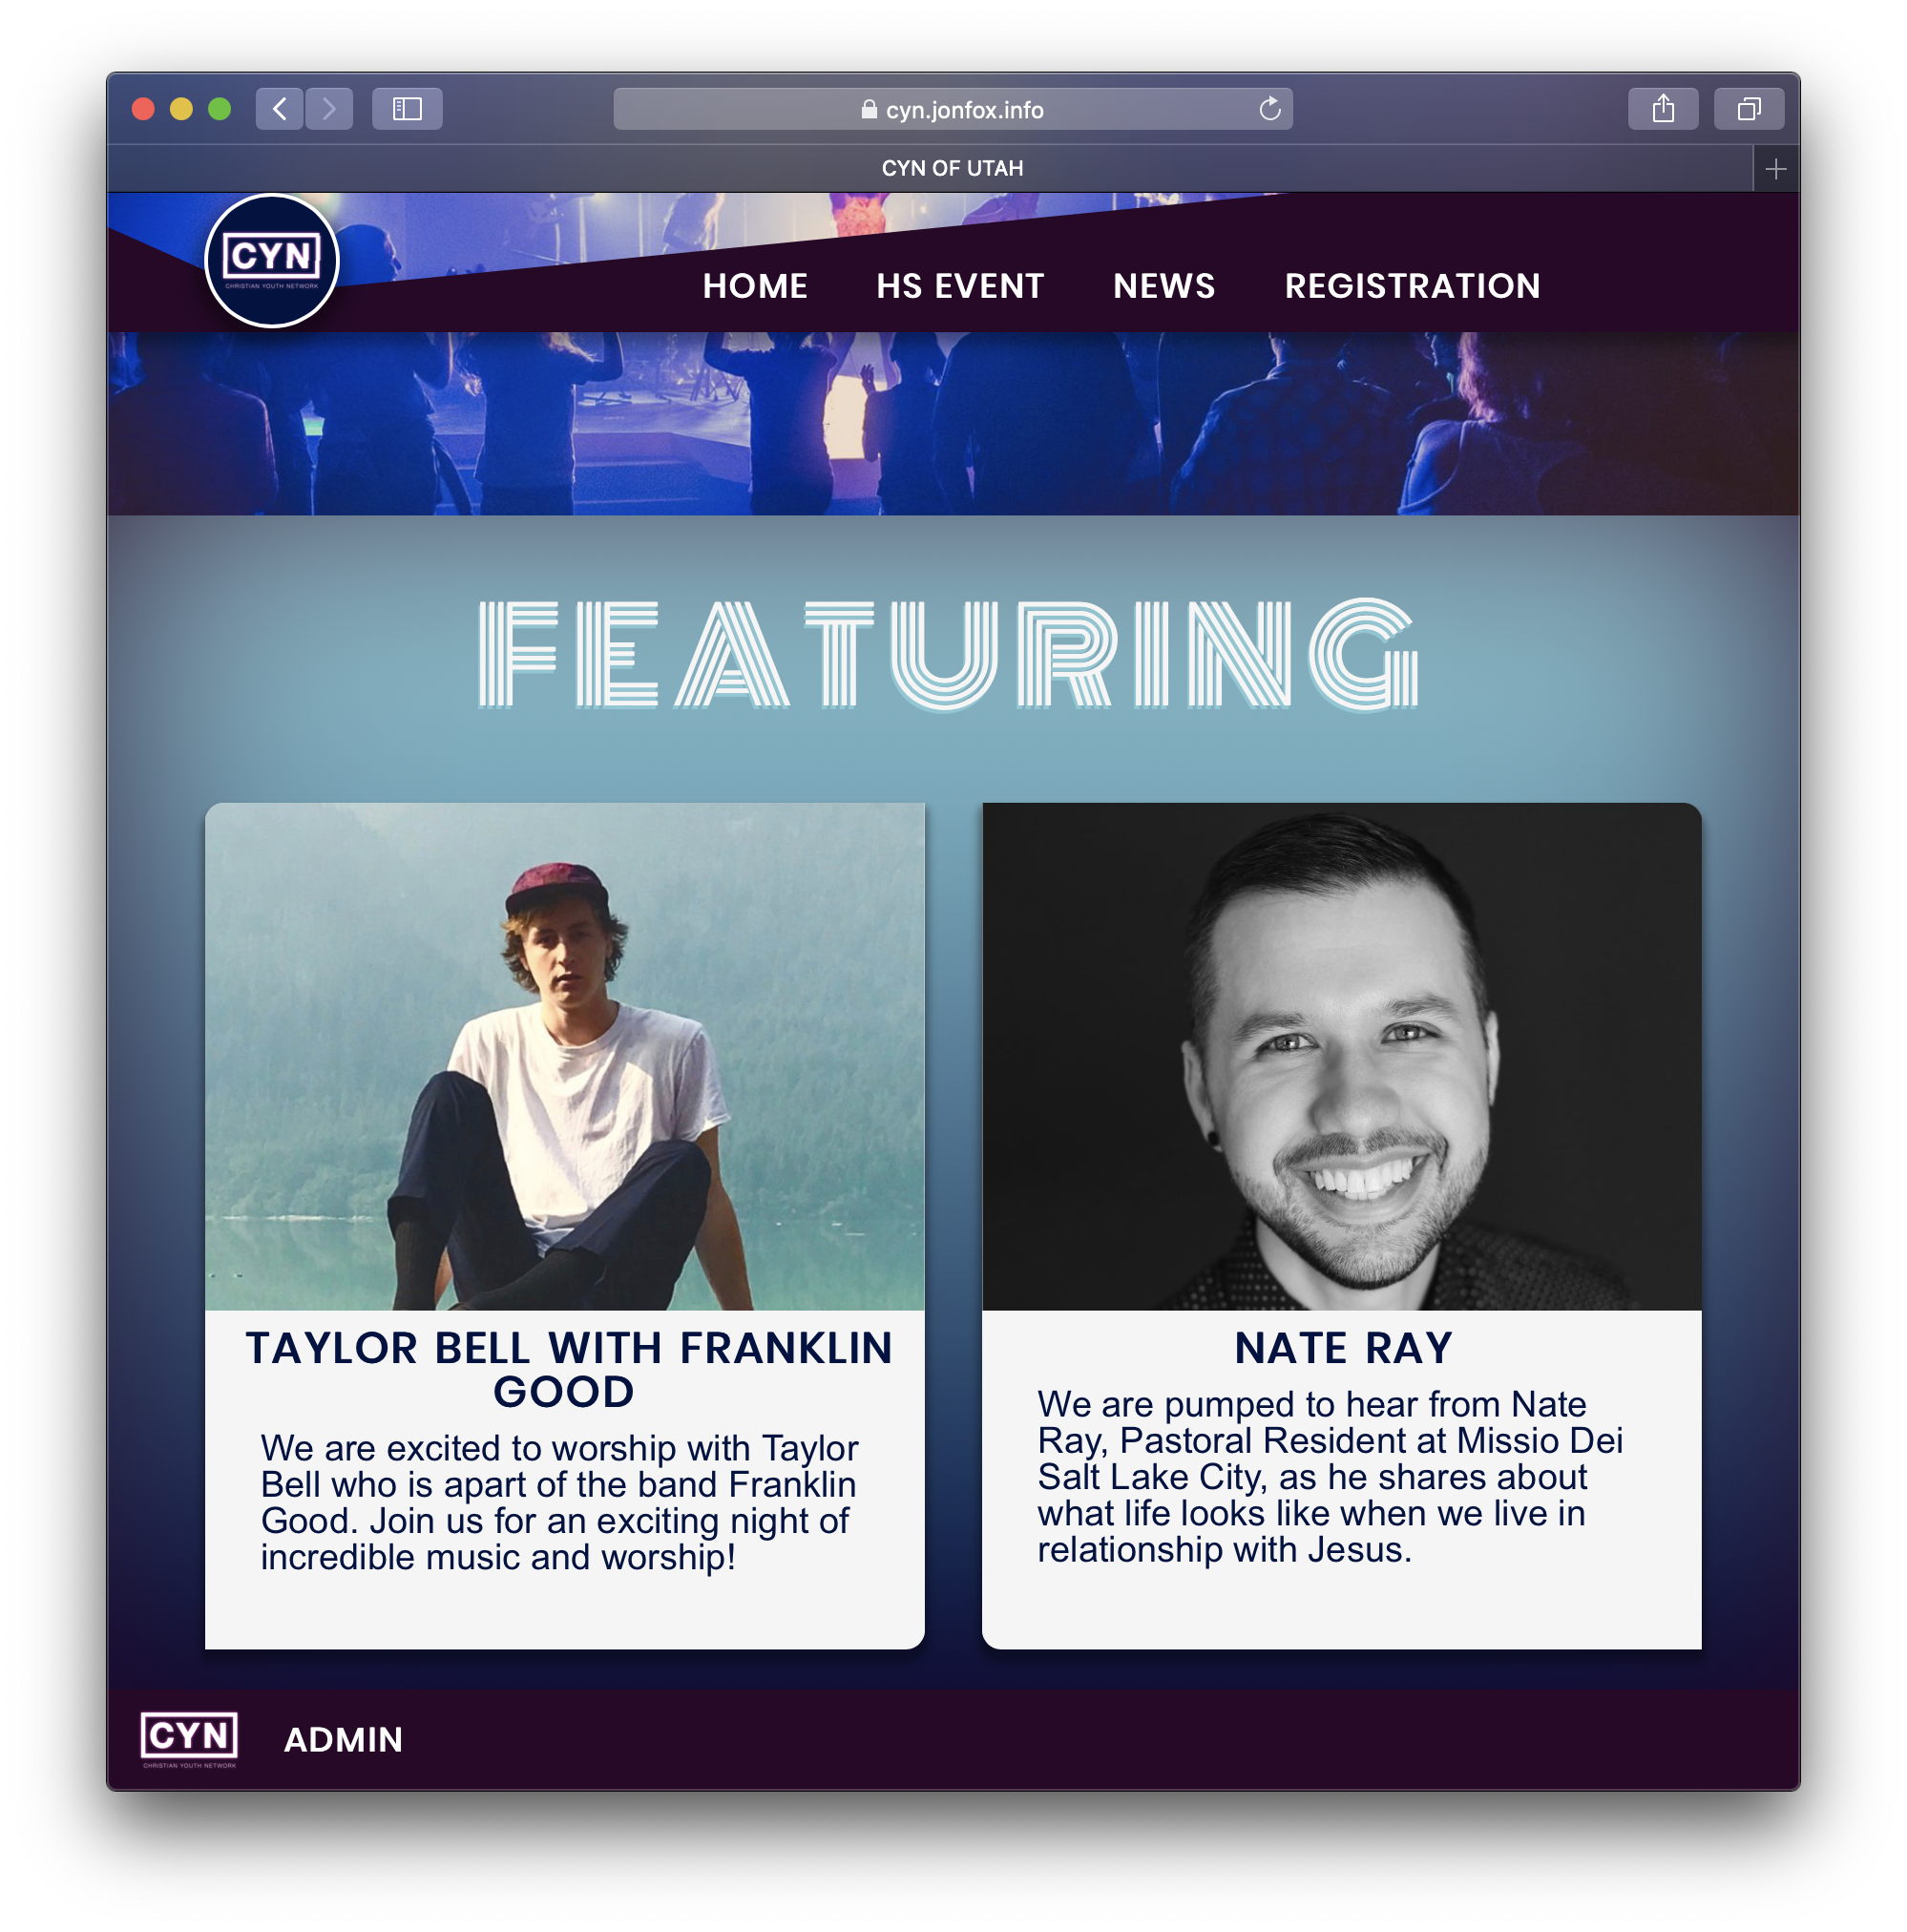 cyn.jonfox.info
CYN OF UTAH
CYN
CHRISTIAN YOUTH NETWORK
HOME HS EVENT NEWS REGISTRATION
FEATURING
TAYLOR BELL WITH FRANKLIN
GOOD
We are excited to worship with Taylor
Bell who is apart of the band Franklin
Good. Join us for an exciting night of
incredible music and worship!
NATE RAY
We are pumped to hear from Nate
Ray, Pastoral Resident at Missio Dei
Salt Lake City, as he shares about
what life looks like when we live in
relationship with Jesus.
CYN
CHRISTIAN YOUTH NETWORK
ADMIN